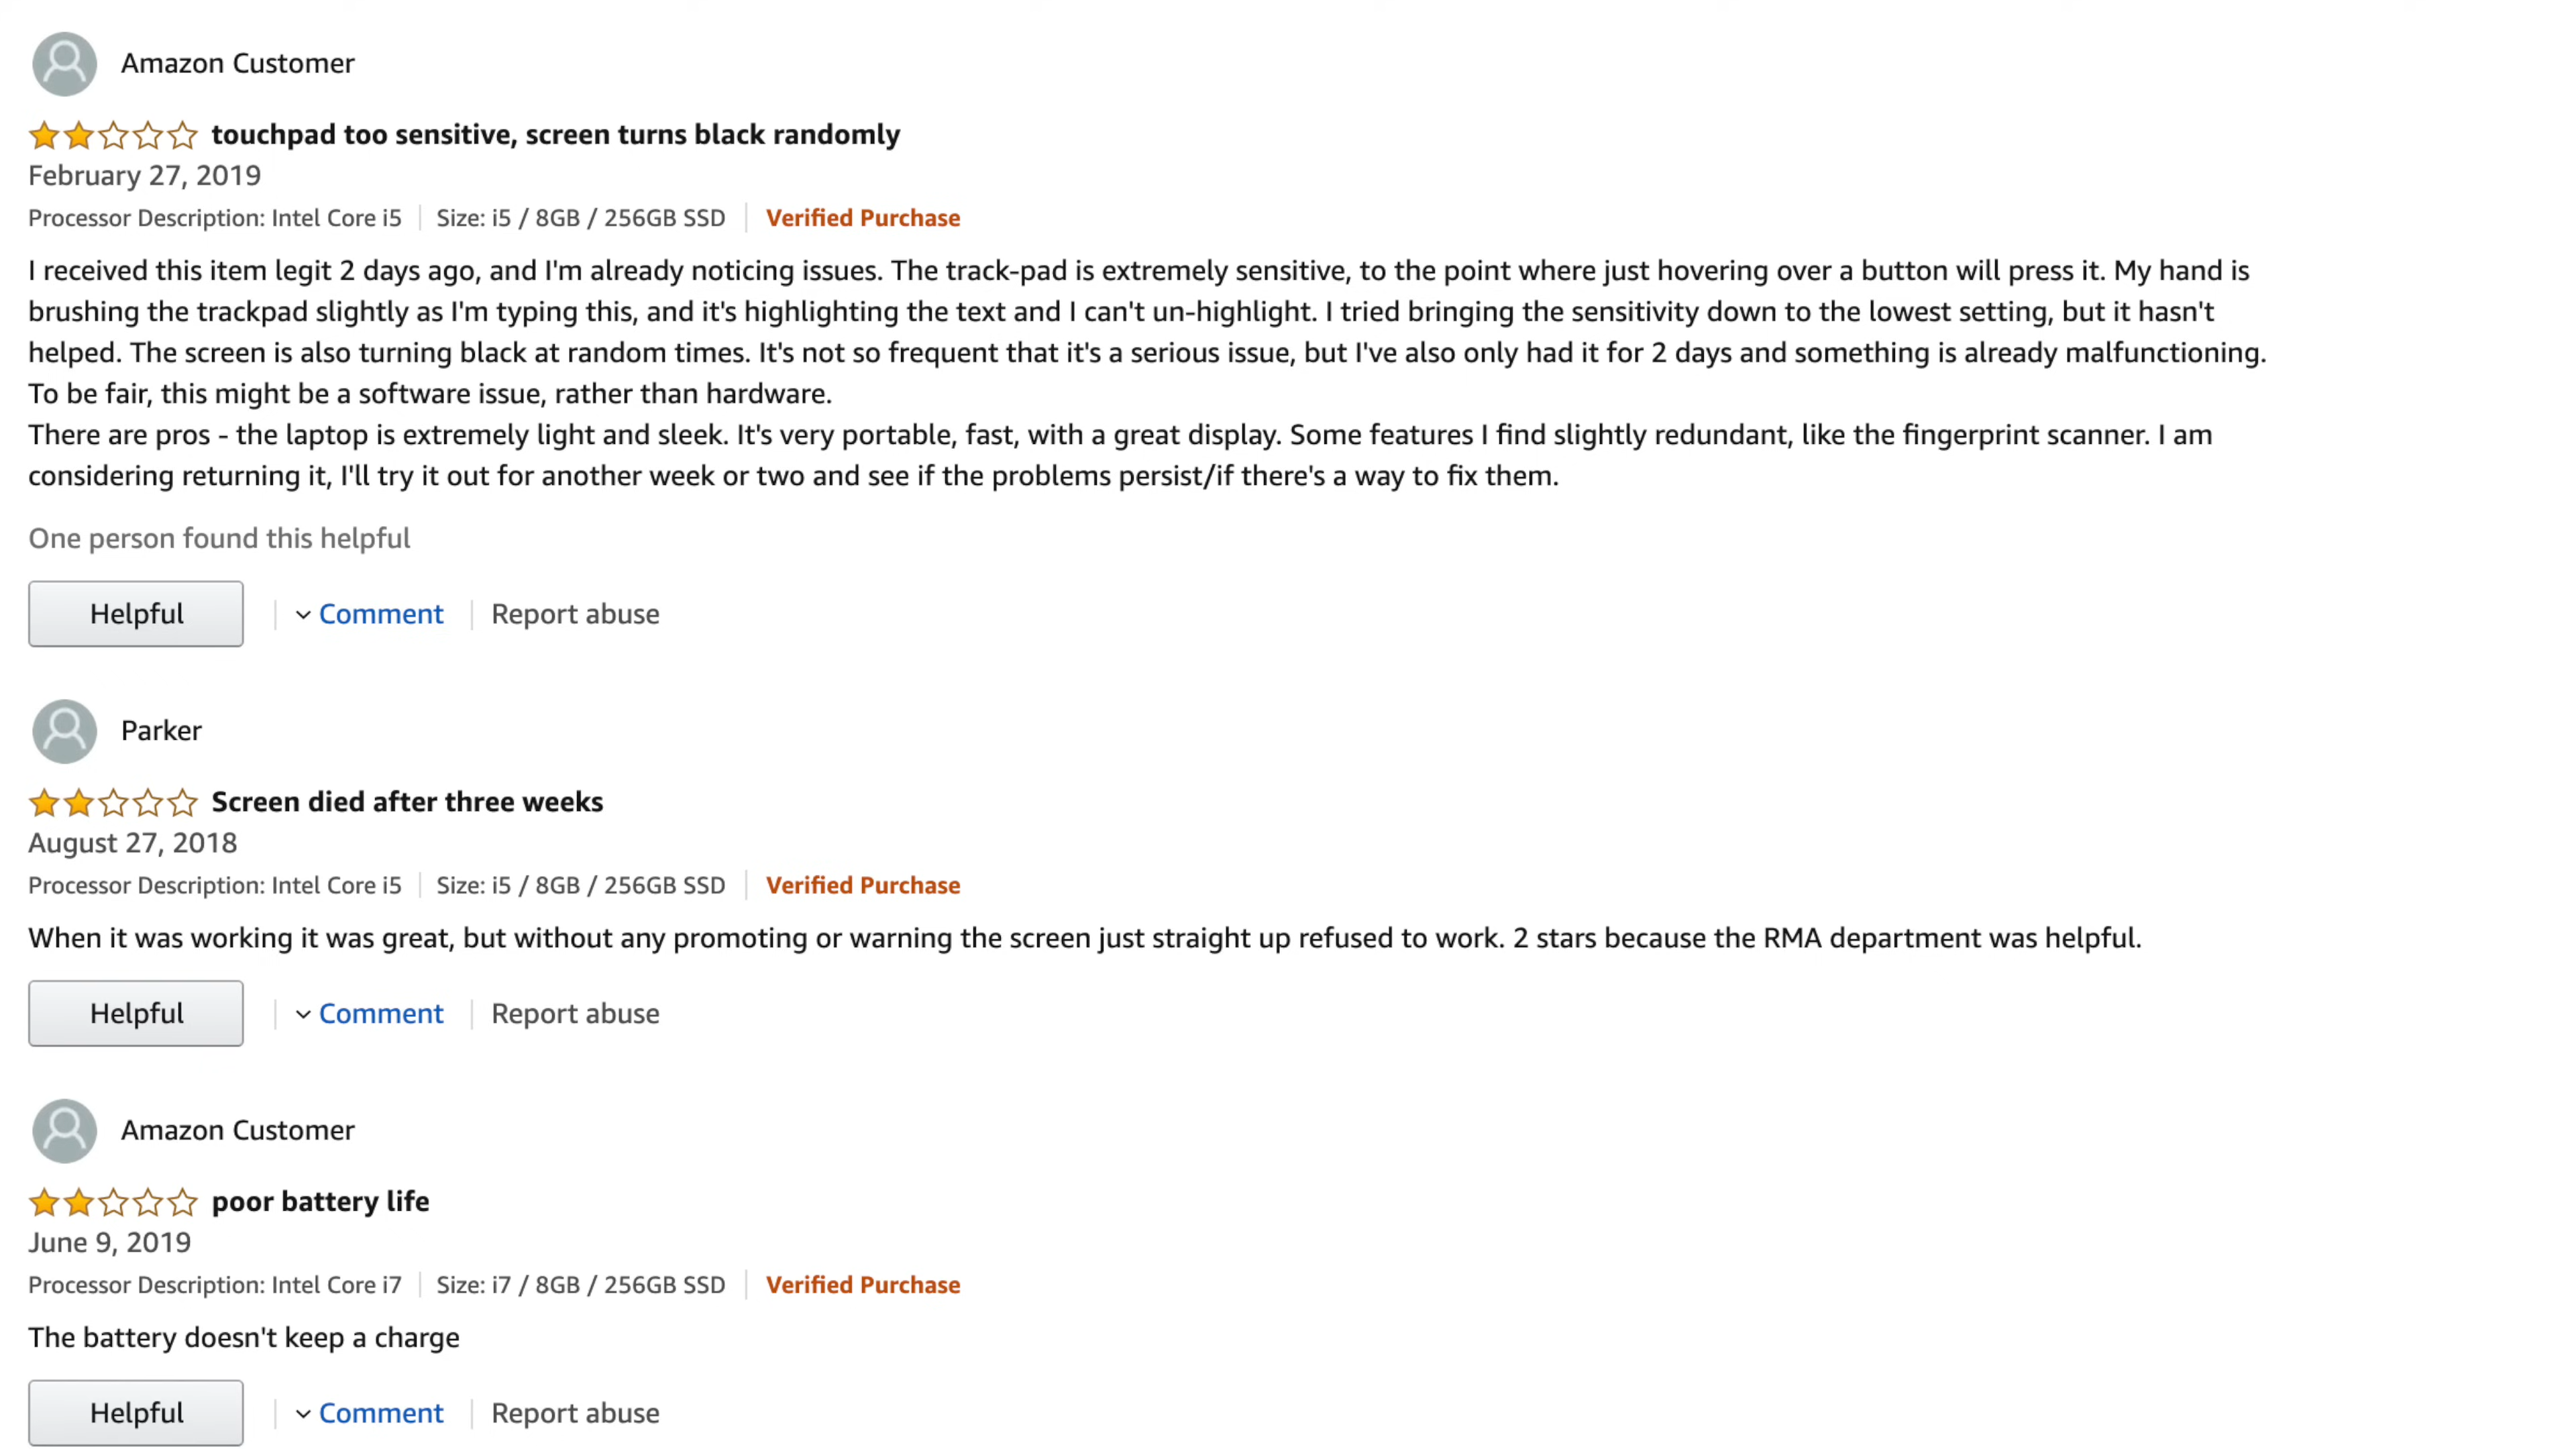 Amazon Customer
touchpad too sensitive, screen turns black randomly
February 27, 2019
Processor Description: Intel Core i5 | Size: i5 / 8GB / 256GB SSD | Verified Purchase
I received this item legit 2 days ago, and I'm already noticing issues. The track-pad is extremely sensitive, to the point where just hovering over a button will press it. My hand is
brushing the trackpad slightly as I'm typing this, and it's highlighting the text and I can't un-highlight. I tried bringing the sensitivity down to the lowest setting, but it hasn't
helped. The screen is also turning black at random times. It's not so frequent that it's a serious issue, but I've also only had it for 2 days and something is already malfunctioning.
To be fair, this might be a software issue, rather than hardware.
There are pros - the laptop is extremely light and sleek. It's very portable, fast, with a great display. Some features I find slightly redundant, like the fingerprint scanner. I am
considering returning it, I'll try it out for another week or two and see if the problems persist/if there's a way to fix them.
One person found this helpful
Helpful | Comment | Report abuse
Parker
Screen died after three weeks
August 27, 2018
Processor Description: Intel Core i5 | Size: i5 / 8GB / 256GB SSD | Verified Purchase
When it was working it was great, but without any promoting or warning the screen just straight up refused to work. 2 stars because the RMA department was helpful.
Helpful | Comment | Report abuse
Amazon Customer
poor battery life
June 9, 2019
Processor Description: Intel Core i7 | Size: i7 / 8GB / 256GB SSD | Verified Purchase
The battery doesn't keep a charge
Helpful | Comment | Report abuse